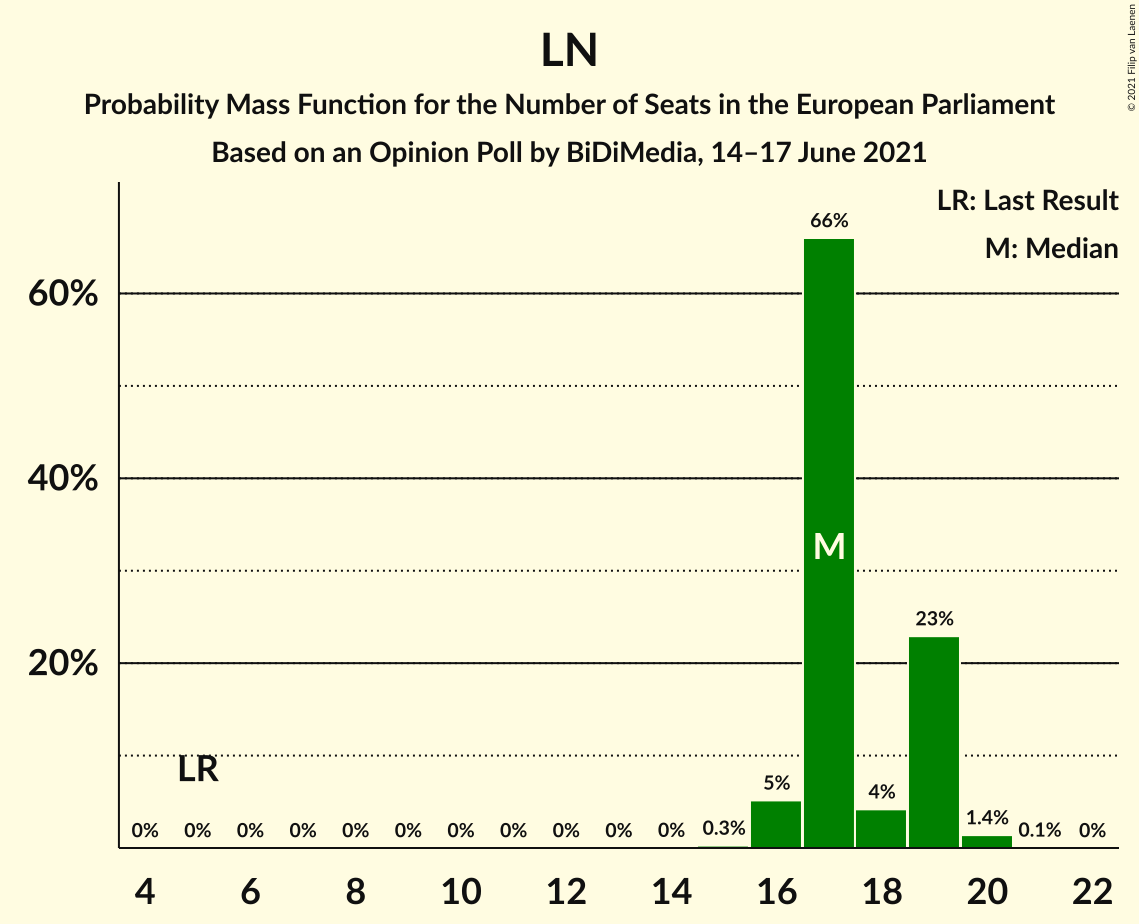 LN
Probability Mass Function for the Number of Seats in the European Parliament
Based on an Opinion Poll by BiDiMedia, 14–17 June 2021
© 2021 Filip van Laenen
LR: Last Result
M: Median
66%
60%
40%
M
23%
20%
LR
5%
4%
1.4%
0% 0% 0% 0% 0% 0% 0% 0% 0% 0% 0% 0.3% 0.1% 0%
4 6 8 10 12 14 16 18 20 22